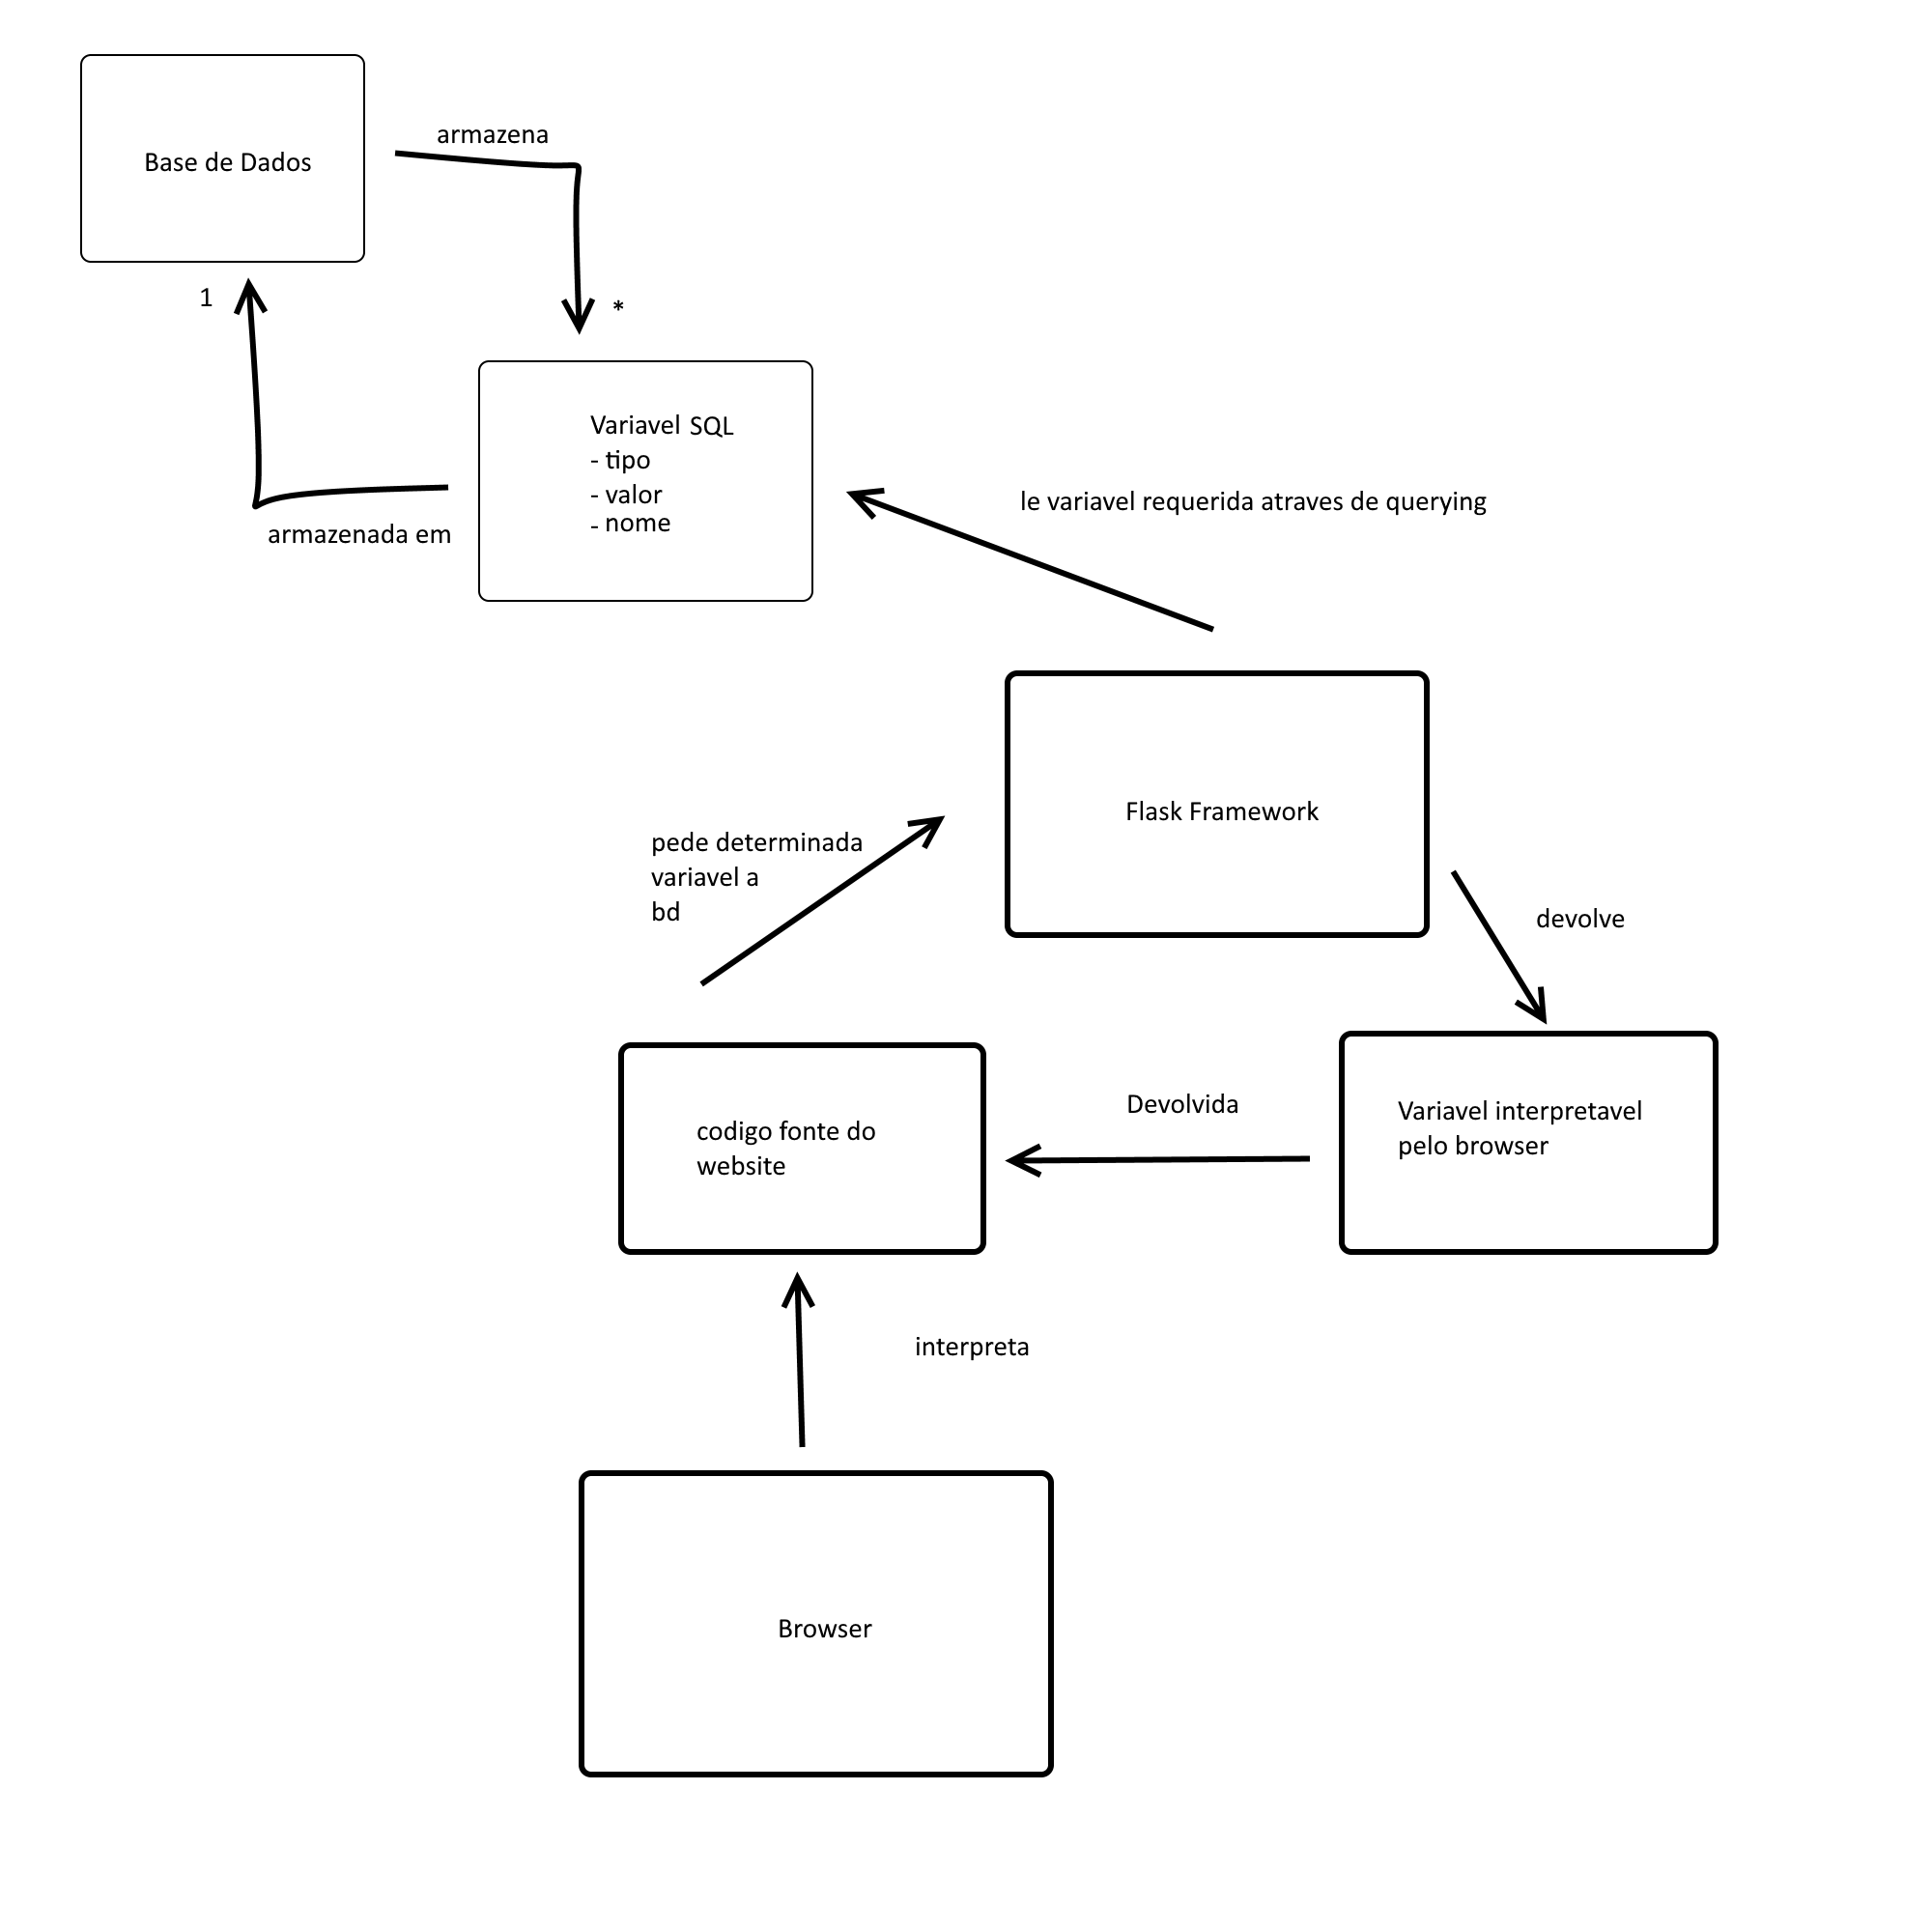 armazena
Base de Dados
1
*
Variavel SQL
- tipo
- valor
- nome
armazenada em
le variavel requerida atraves de querying
Flask Framework
pede determinada
variavel a
bd
devolve
Devolvida
Variavel interpretavel
pelo browser
codigo fonte do
website
interpreta
Browser